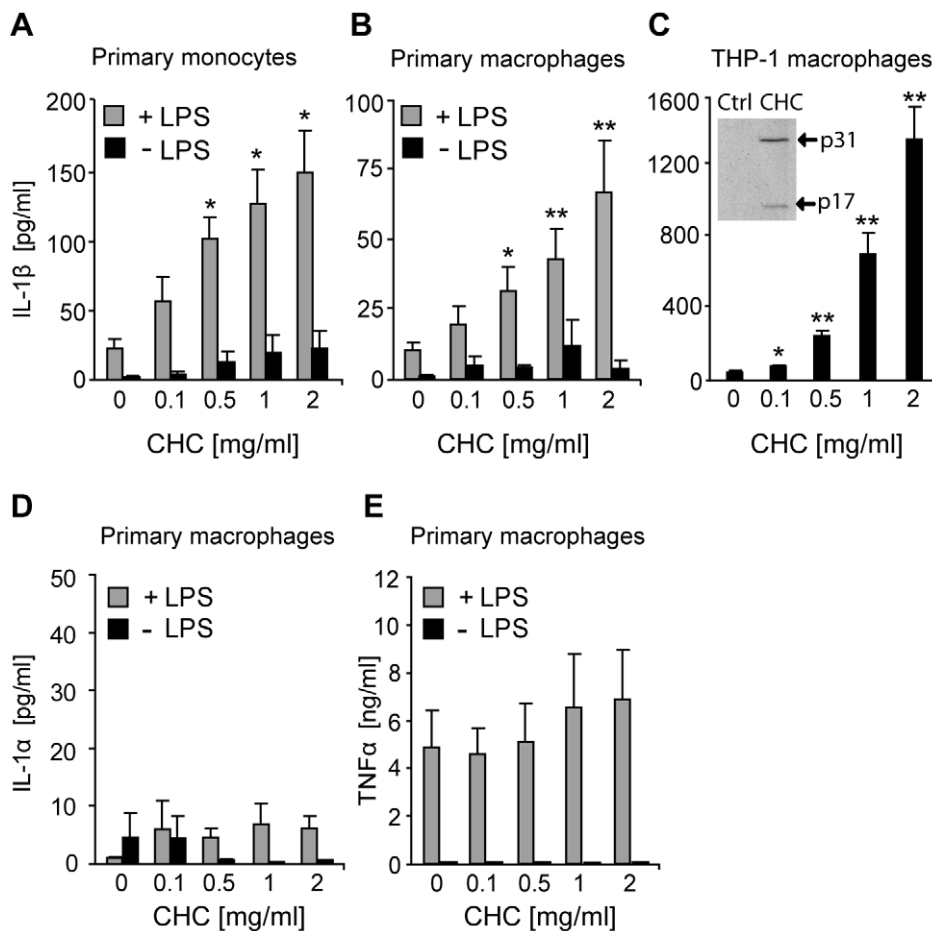 A
Primary monocytes
200
150
100
50
0
IL-1β [pg/ml]
+ LPS
- LPS
*
*
*
0 0.1 0.5 1 2
CHC [mg/ml]
B
Primary macrophages
100
75
50
25
0
+ LPS
- LPS
*
**
**
0 0.1 0.5 1 2
CHC [mg/ml]
C
THP-1 macrophages
1600
1200
800
400
0
Ctrl CHC
p31
p17
*
**
**
**
0 0.1 0.5 1 2
CHC [mg/ml]
D
Primary macrophages
50
40
30
20
10
0
IL-1α [pg/ml]
+ LPS
- LPS
0 0.1 0.5 1 2
CHC [mg/ml]
E
Primary macrophages
12
10
8
6
4
2
0
TNFα [ng/ml]
+ LPS
- LPS
0 0.1 0.5 1 2
CHC [mg/ml]